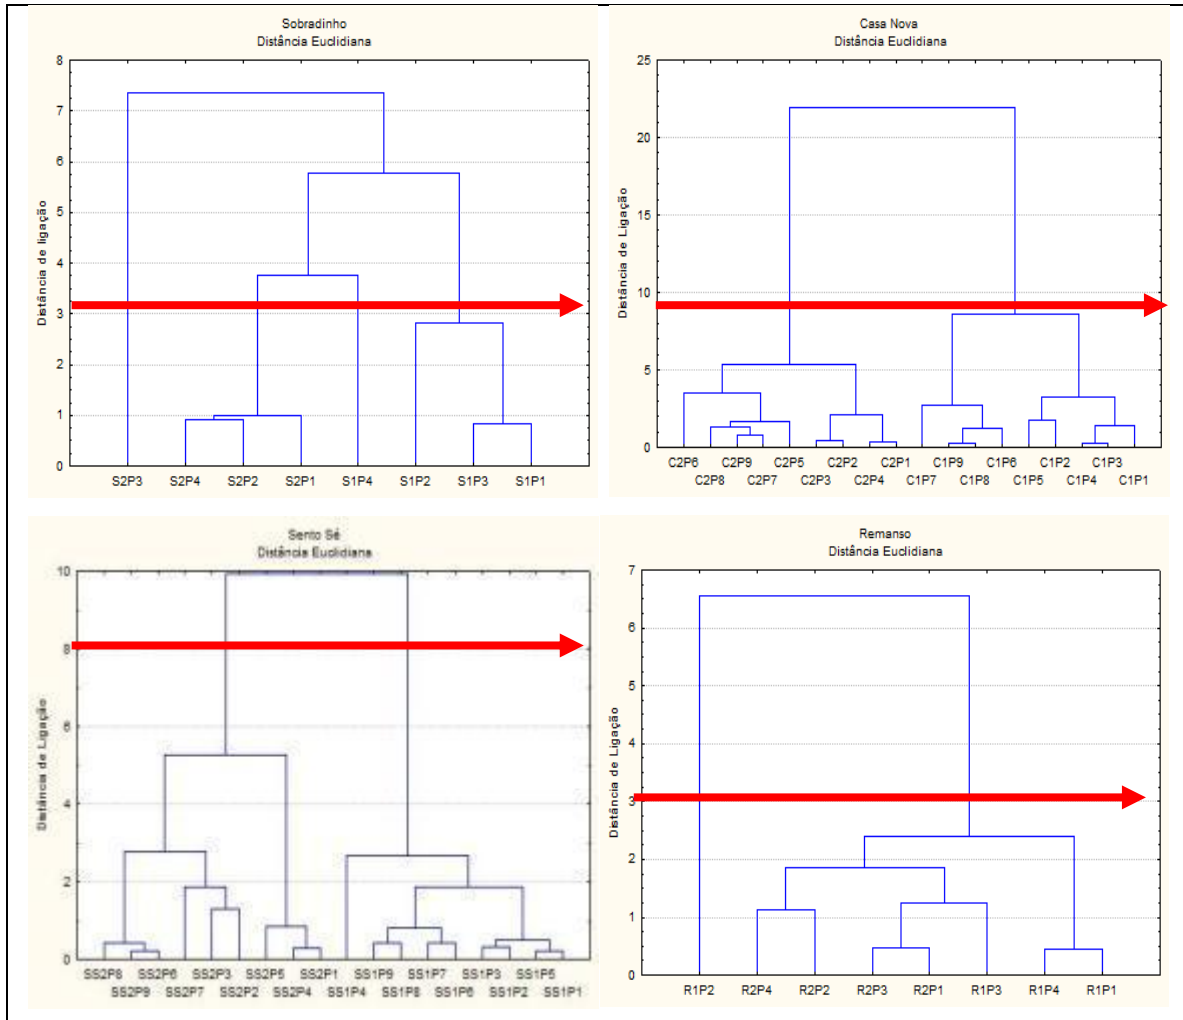 Sobradinho
Distância Euclidiana
8
7
6
5
4
3
2
1
0
Distância de ligação
S2P3 S2P4 S2P2 S2P1 S1P4 S1P2 S1P3 S1P1
Casa Nova
Distância Euclidiana
25
20
15
10
5
0
Distância de Ligação
C2P6 C2P9 C2P5 C2P2 C2P1 C1P9 C1P6 C1P2 C1P3
C2P8 C2P7 C2P3 C2P4 C1P7 C1P8 C1P5 C1P4 C1P1
Sento Sé
Distância Euclidiana
10
8
6
4
2
0
Distância de Ligação
SS2P8 SS2P6 SS2P3 SS2P5 SS2P1 SS1P9 SS1P7 SS1P3 SS1P5
SS2P9 SS2P7 SS2P2 SS2P4 SS1P4 SS1P8 SS1P6 SS1P2 SS1P1
Remanso
Distância Euclidiana
7
6
5
4
3
2
1
0
Distância de Ligação
R1P2 R2P4 R2P2 R2P3 R2P1 R1P3 R1P4 R1P1